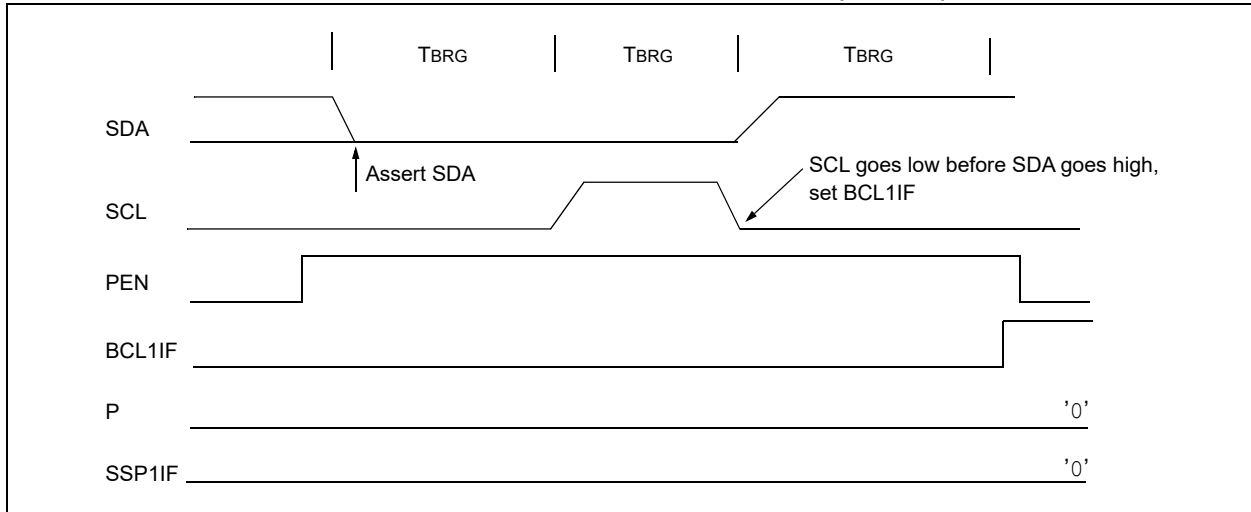 TBRG TBRG TBRG
SDA
Assert SDA
SCL goes low before SDA goes high,
set BCL1IF
SCL
PEN
BCL1IF
P '0'
SSP1IF '0'